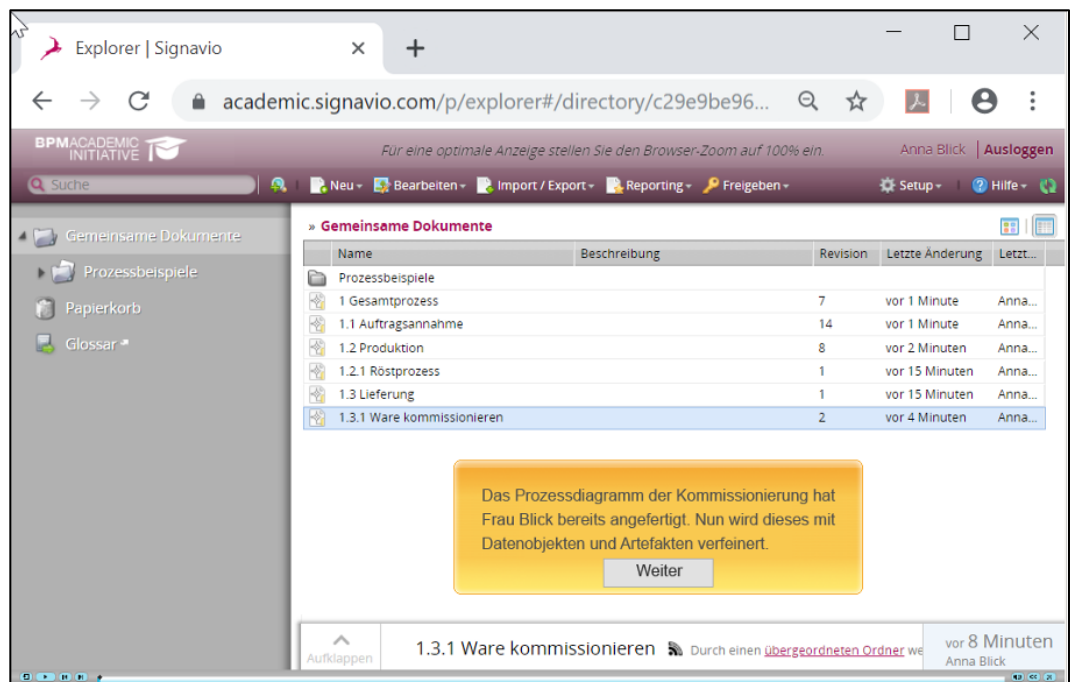 Explorer | Signavio
academic.signavio.com/p/explorer#/directory/c29e9be96...
BPMACADEMIC
INITIATIVE
Für eine optimale Anzeige stellen Sie den Browser-Zoom auf 100% ein.
Anna Blick | Ausloggen
Suche
Neu
Bearbeiten
Import / Export
Reporting
Freigeben
Setup
Hilfe
Gemeinsame Dokumente
Prozessbeispiele
Papierkorb
Glossar
» Gemeinsame Dokumente
Name Beschreibung Revision Letzte Änderung Letzt...
Prozessbeispiele
1 Gesamtprozess 7 vor 1 Minute Anna...
1.1 Auftragsannahme 14 vor 1 Minute Anna...
1.2 Produktion 8 vor 2 Minuten Anna...
1.2.1 Röstprozess 1 vor 15 Minuten Anna...
1.3 Lieferung 1 vor 15 Minuten Anna...
1.3.1 Ware kommissionieren 2 vor 4 Minuten Anna...
Das Prozessdiagramm der Kommissionierung hat
Frau Blick bereits angefertigt. Nun wird dieses mit
Datenobjekten und Artefakten verfeinert.
Weiter
Aufklappen
1.3.1 Ware kommissionieren
Durch einen übergeordneten Ordner we
vor 8 Minuten
Anna Blick